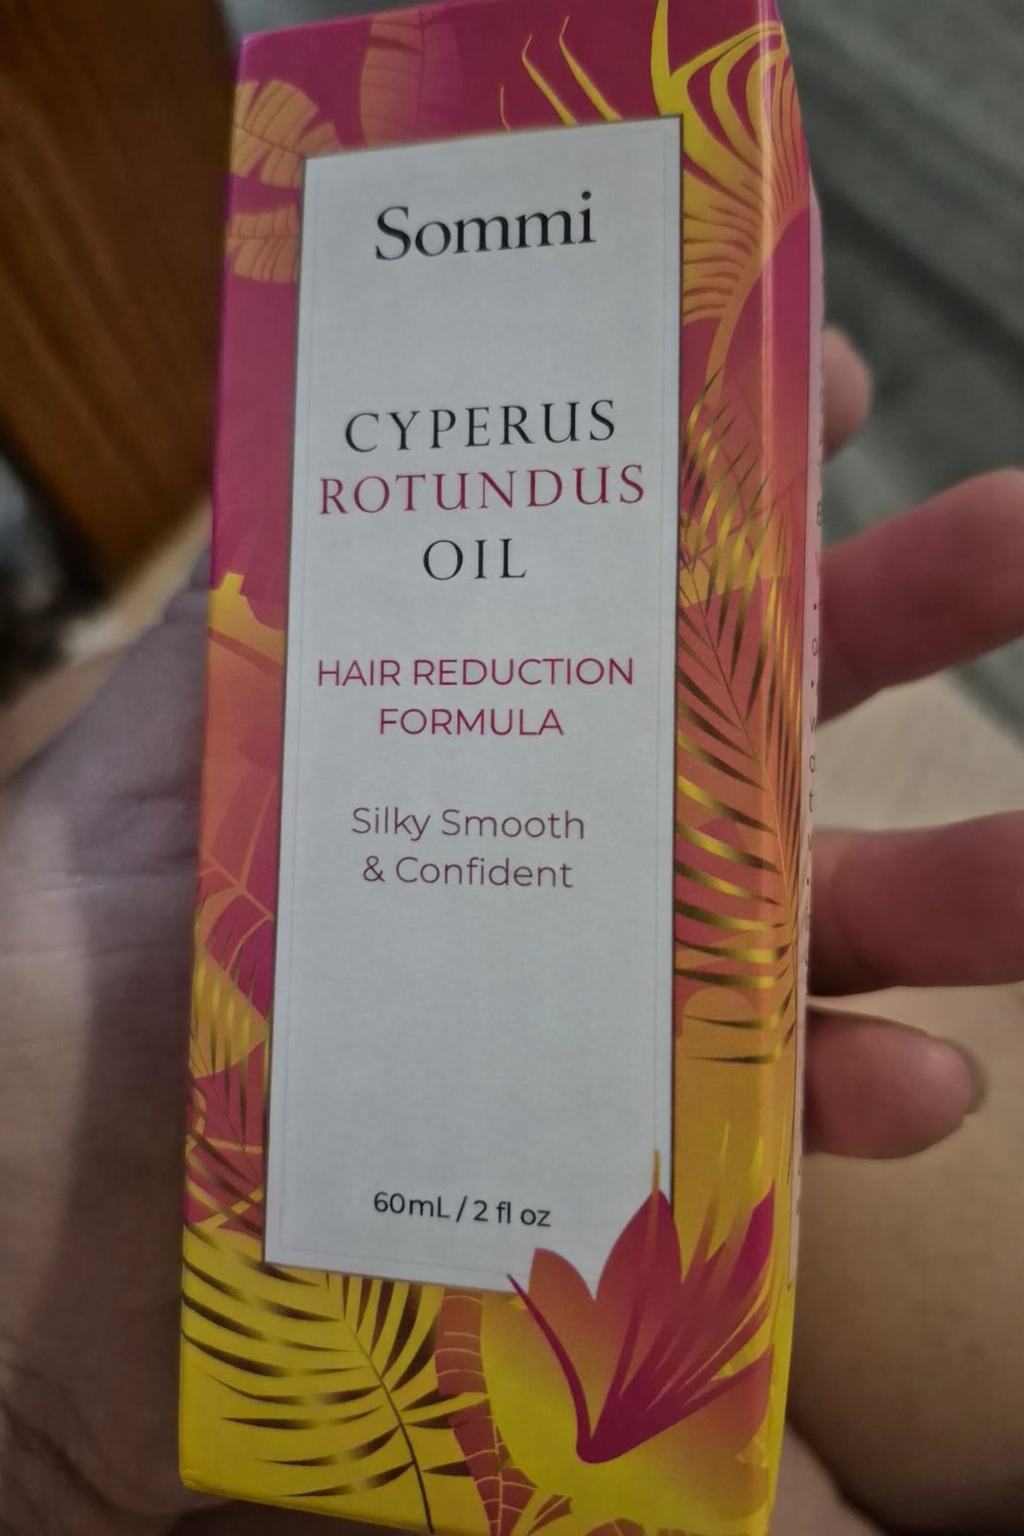 Sommi
CYPERUS
ROTUNDUS
OIL
HAIR REDUCTION
FORMULA
Silky Smooth
& Confident
60mL / 2 fl oz